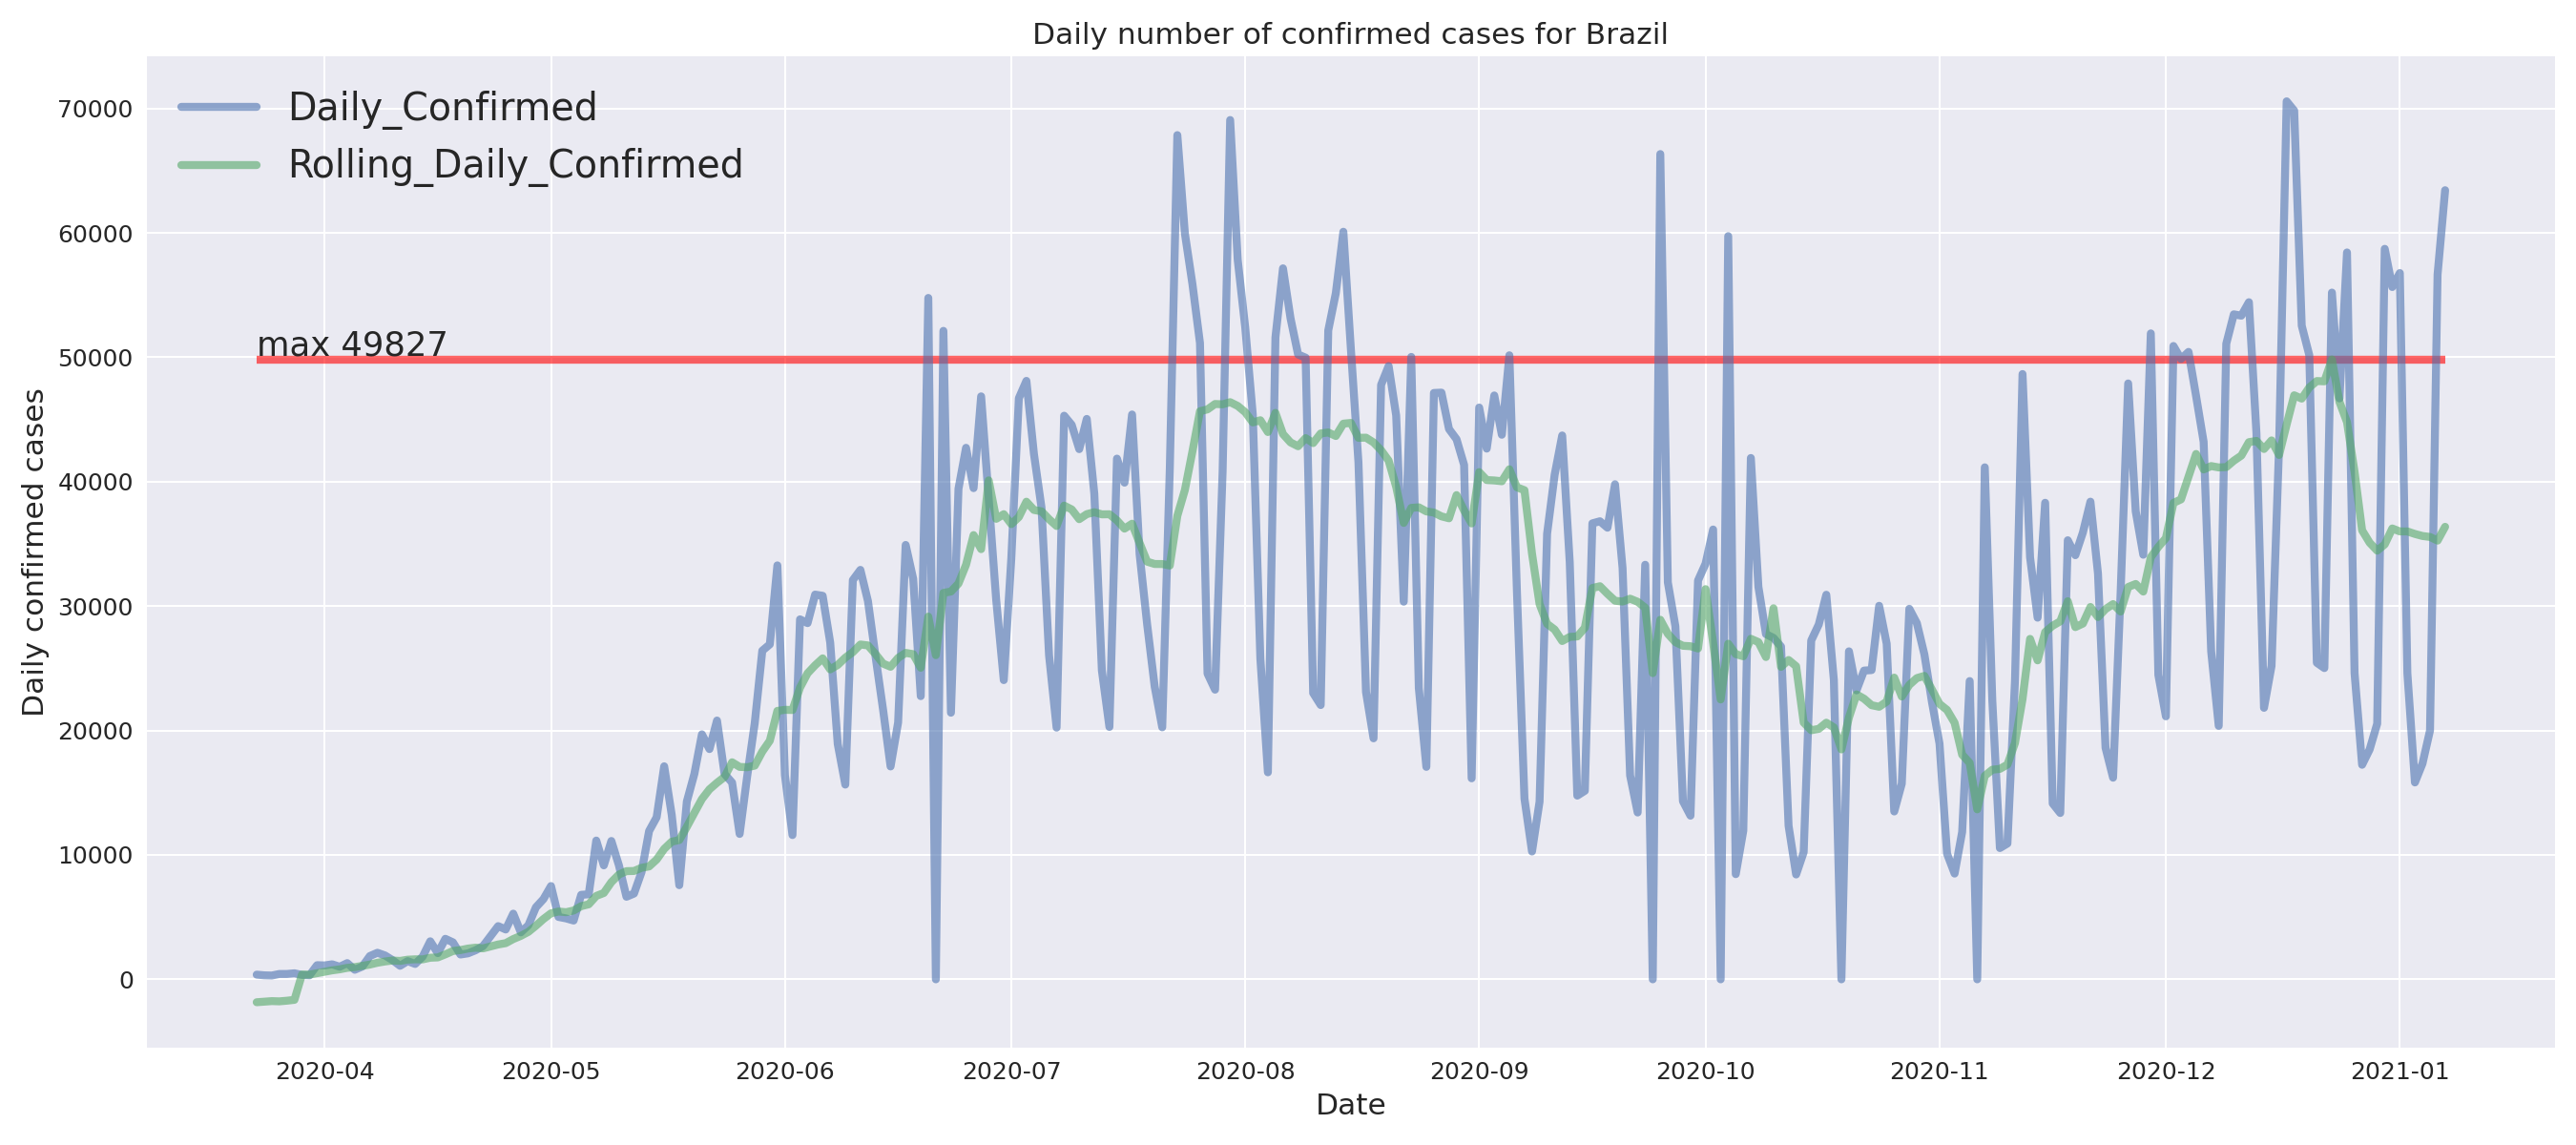 Daily number of confirmed cases for Brazil
Daily_Confirmed
Rolling_Daily_Confirmed
max 49827
Daily confirmed cases
70000
60000
50000
40000
30000
20000
10000
0
2020-04 2020-05 2020-06 2020-07 2020-08 2020-09 2020-10 2020-11 2020-12 2021-01
Date